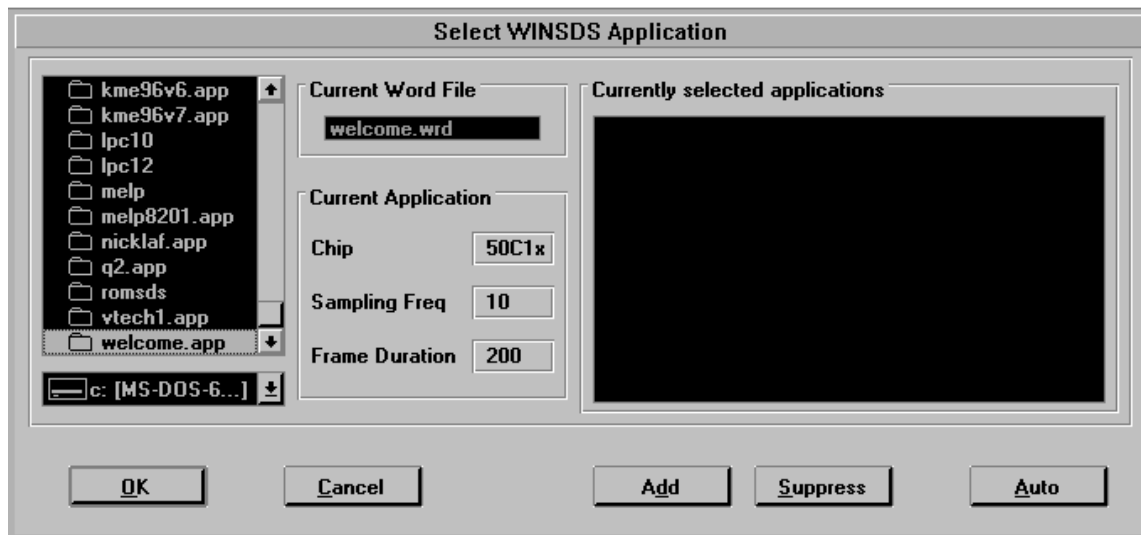 Select WINSDS Application
kme96v6.app
kme96v7.app
lpc10
lpc12
melp
melp8201.app
nicklaf.app
q2.app
romsds
vtech1.app
welcome.app
c: [MS-DOS-6...]
Current Word File
welcome.wrd
Current Application
Chip 50C1x
Sampling Freq 10
Frame Duration 200
Currently selected applications
OK Cancel Add Suppress Auto